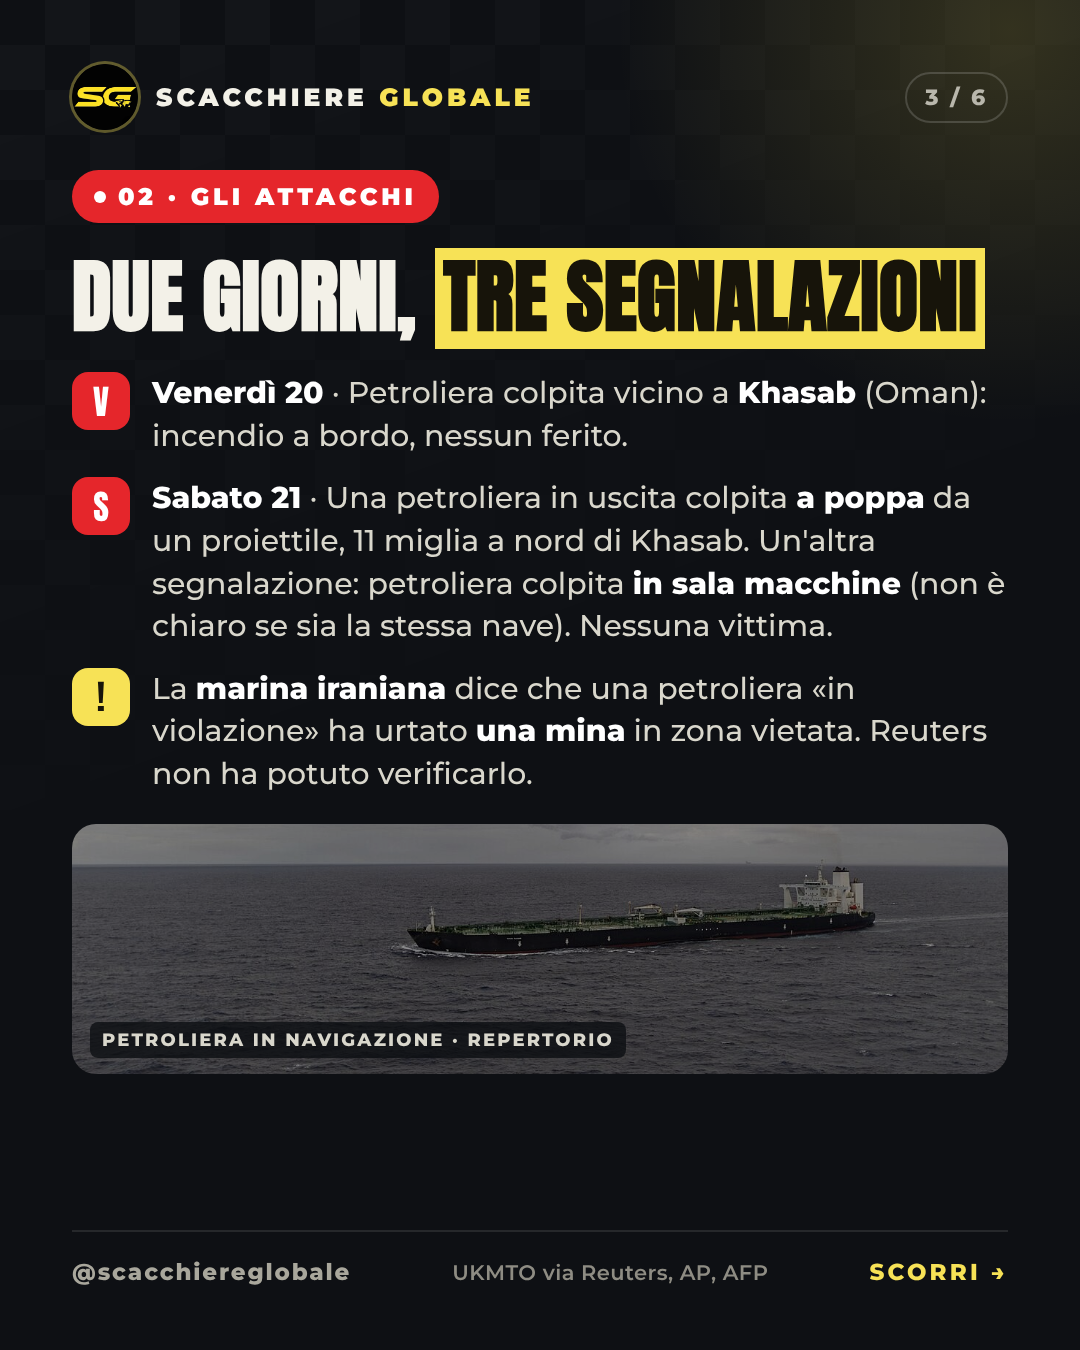 SG SCACCHIERE GLOBALE
3 / 6
02 · GLI ATTACCHI
DUE GIORNI, TRE SEGNALAZIONI
V
Venerdì 20 · Petroliera colpita vicino a Khasab (Oman):
incendio a bordo, nessun ferito.
S
Sabato 21 · Una petroliera in uscita colpita a poppa da
un proiettile, 11 miglia a nord di Khasab. Un'altra
segnalazione: petroliera colpita in sala macchine (non è
chiaro se sia la stessa nave). Nessuna vittima.
!
La marina iraniana dice che una petroliera «in
violazione» ha urtato una mina in zona vietata. Reuters
non ha potuto verificarlo.
PETROLIERA IN NAVIGAZIONE · REPERTORIO
@scacchiereglobale
UKMTO via Reuters, AP, AFP
SCORRI →